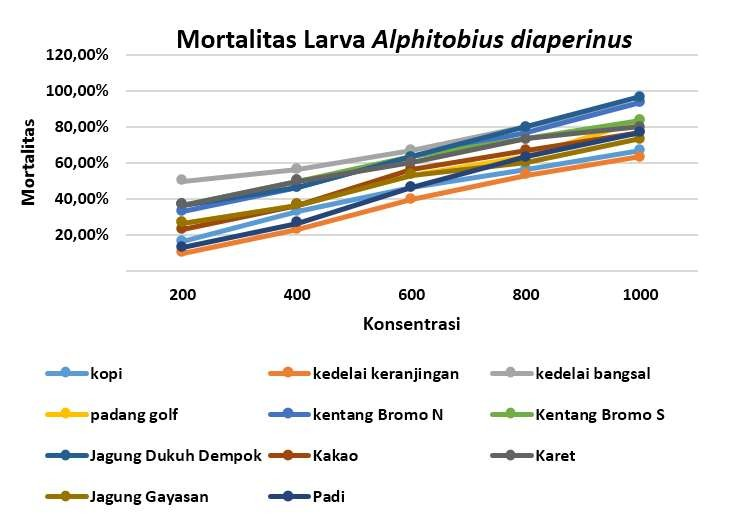 Mortalitas Larva Alphitobius diaperinus
120,00%
100,00%
80,00%
60,00%
40,00%
20,00%
Mortalitas
200 400 600 800 1000
Konsentrasi
kopi kedelai keranjingan kedelai bangsal
padang golf kentang Bromo N Kentang Bromo S
Jagung Dukuh Dempok Kakao Karet
Jagung Gayasan Padi